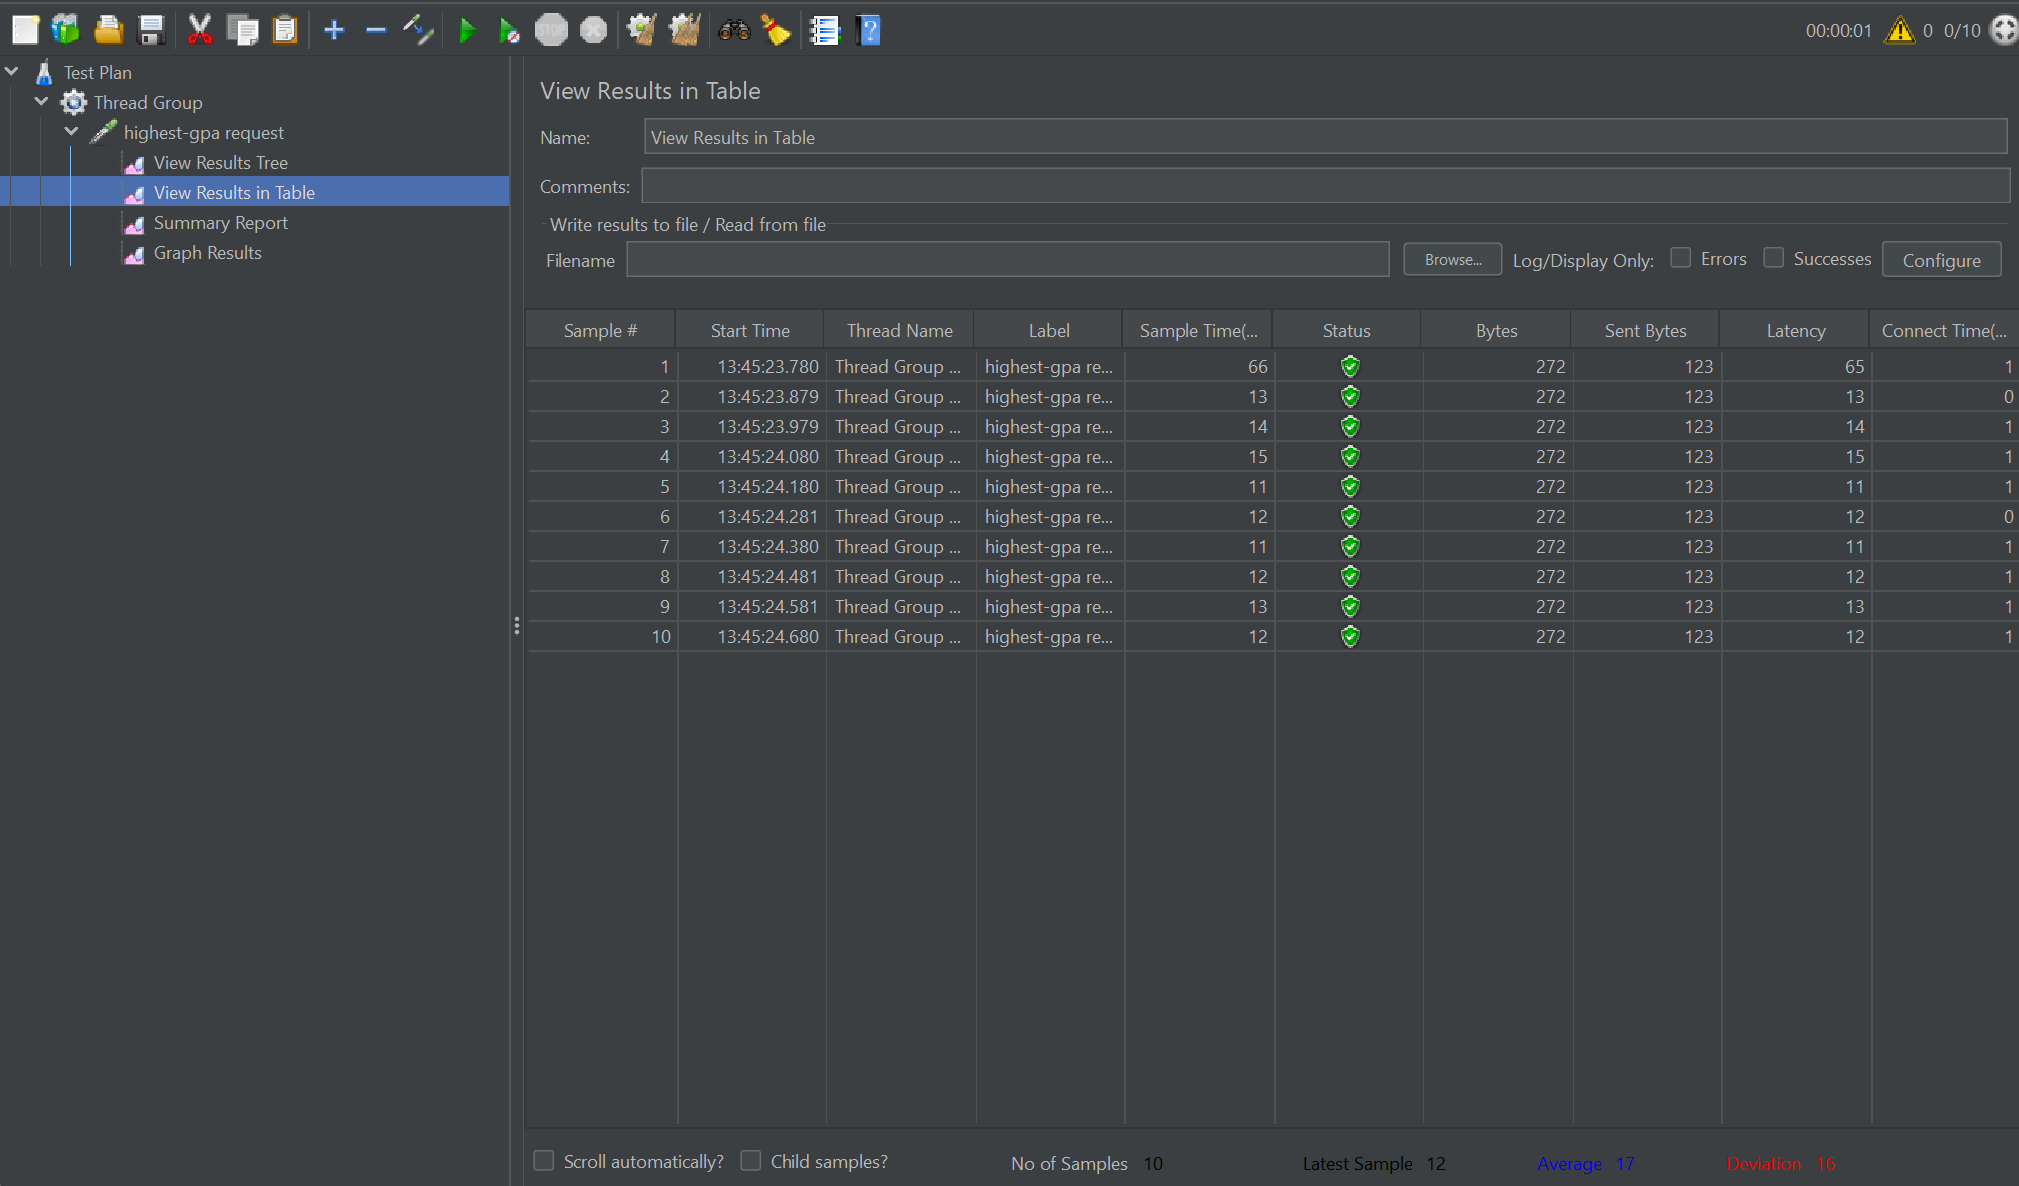 STOP
00:00:01 0 0/10
Test Plan
Thread Group
highest-gpa request
View Results Tree
View Results in Table
Summary Report
Graph Results
View Results in Table
Name: View Results in Table
Comments:
Write results to file / Read from file
Filename Browse... Log/Display Only: Errors Successes Configure
Sample # Start Time Thread Name Label Sample Time(... Status Bytes Sent Bytes Latency Connect Time(...
1 13:45:23.780 Thread Group ... highest-gpa re... 66 272 123 65 1
2 13:45:23.879 Thread Group ... highest-gpa re... 13 272 123 13 0
3 13:45:23.979 Thread Group ... highest-gpa re... 14 272 123 14 1
4 13:45:24.080 Thread Group ... highest-gpa re... 15 272 123 15 1
5 13:45:24.180 Thread Group ... highest-gpa re... 11 272 123 11 1
6 13:45:24.281 Thread Group ... highest-gpa re... 12 272 123 12 0
7 13:45:24.380 Thread Group ... highest-gpa re... 11 272 123 11 1
8 13:45:24.481 Thread Group ... highest-gpa re... 12 272 123 12 1
9 13:45:24.581 Thread Group ... highest-gpa re... 13 272 123 13 1
10 13:45:24.680 Thread Group ... highest-gpa re... 12 272 123 12 1
Scroll automatically? Child samples? No of Samples 10 Latest Sample 12 Average 17 Deviation 16